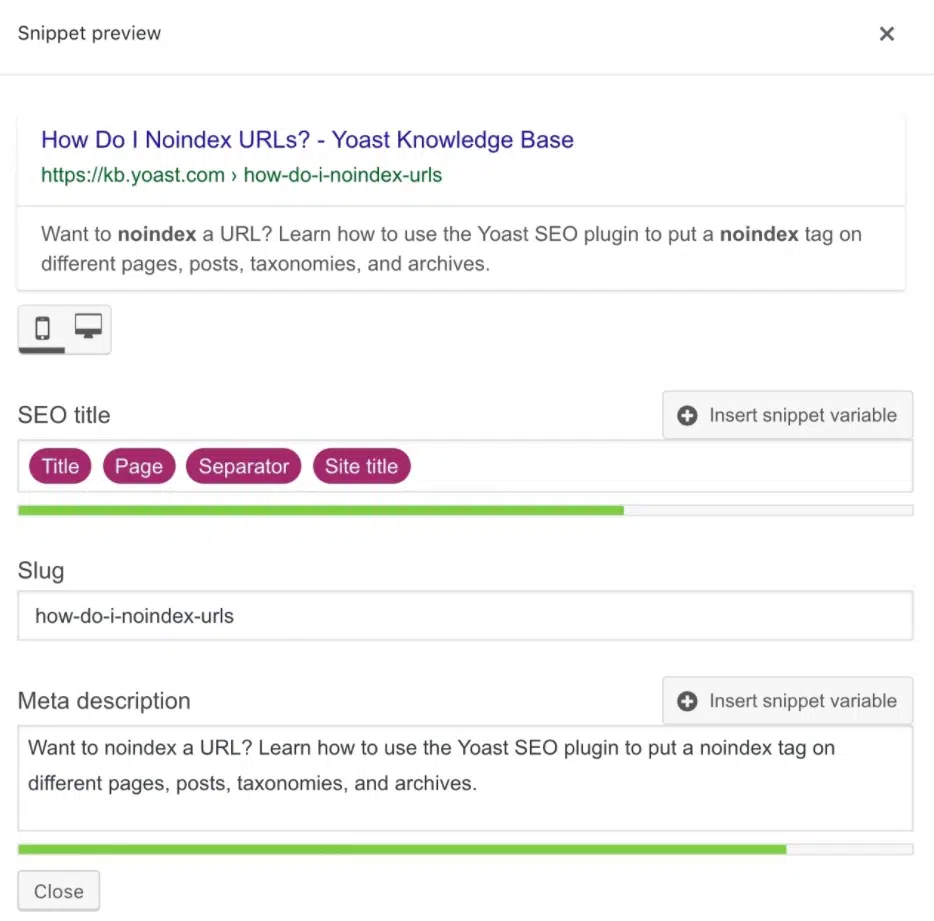 Snippet preview
How Do I Noindex URLs? - Yoast Knowledge Base
https://kb.yoast.com › how-do-i-noindex-urls
Want to noindex a URL? Learn how to use the Yoast SEO plugin to put a noindex tag on
different pages, posts, taxonomies, and archives.
SEO title
Insert snippet variable
Title Page Separator Site title
Slug
how-do-i-noindex-urls
Meta description
Insert snippet variable
Want to noindex a URL? Learn how to use the Yoast SEO plugin to put a noindex tag on
different pages, posts, taxonomies, and archives.
Close